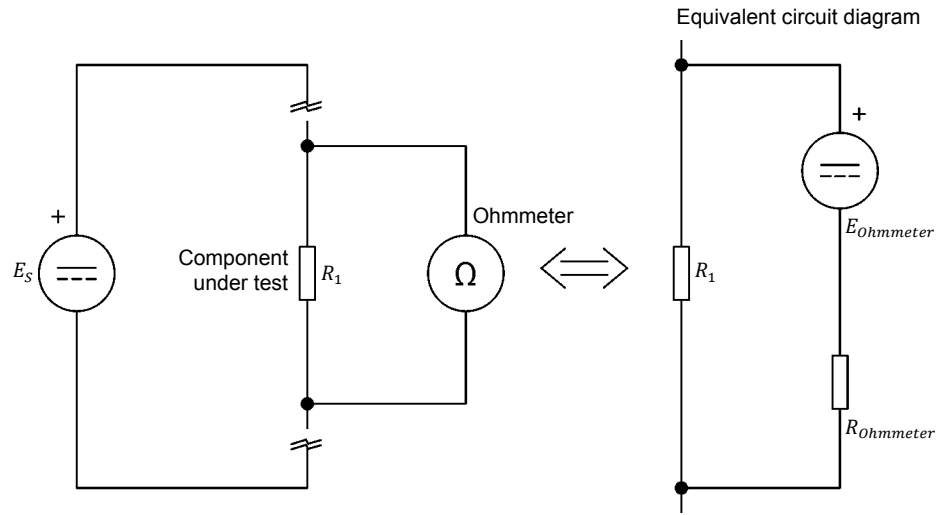 Equivalent circuit diagram
+
+
Ohmmeter
E_Ohmmeter
E_S
Component
under test
R_1
Ω
R_1
R_Ohmmeter